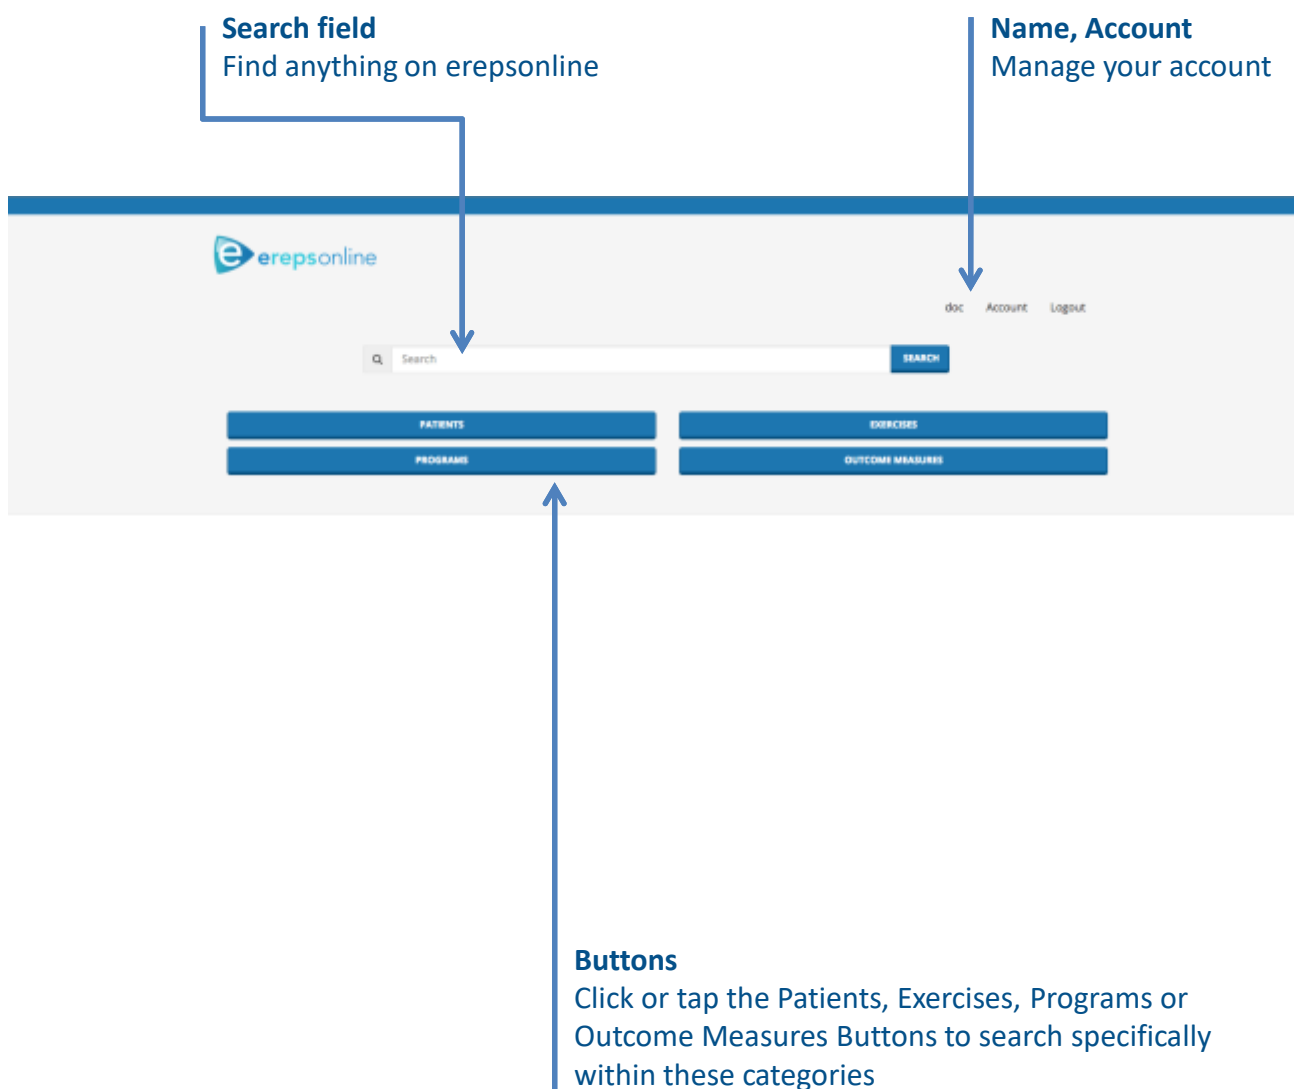 Search field
Find anything on erepsonline
Name, Account
Manage your account
erepsonline
doc Account Logout
Search SEARCH
PATIENTS EXERCISES
PROGRAMS OUTCOME MEASURES
Buttons
Click or tap the Patients, Exercises, Programs or
Outcome Measures Buttons to search specifically
within these categories